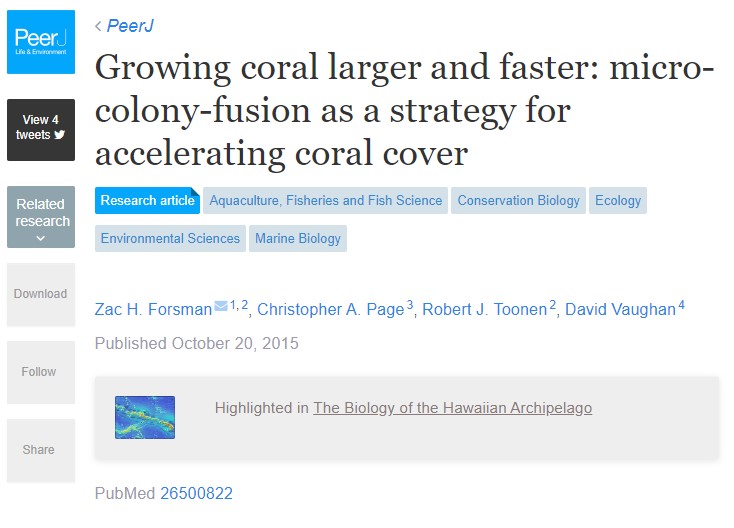 PeerJ
Life & Environment
View 4
tweets
Related
research
Download
Follow
Share
< PeerJ
Growing coral larger and faster: micro-
colony-fusion as a strategy for
accelerating coral cover
Research article Aquaculture, Fisheries and Fish Science Conservation Biology Ecology
Environmental Sciences Marine Biology
Zac H. Forsman 1,2, Christopher A. Page 3, Robert J. Toonen 2, David Vaughan 4
Published October 20, 2015
Highlighted in The Biology of the Hawaiian Archipelago
PubMed 26500822